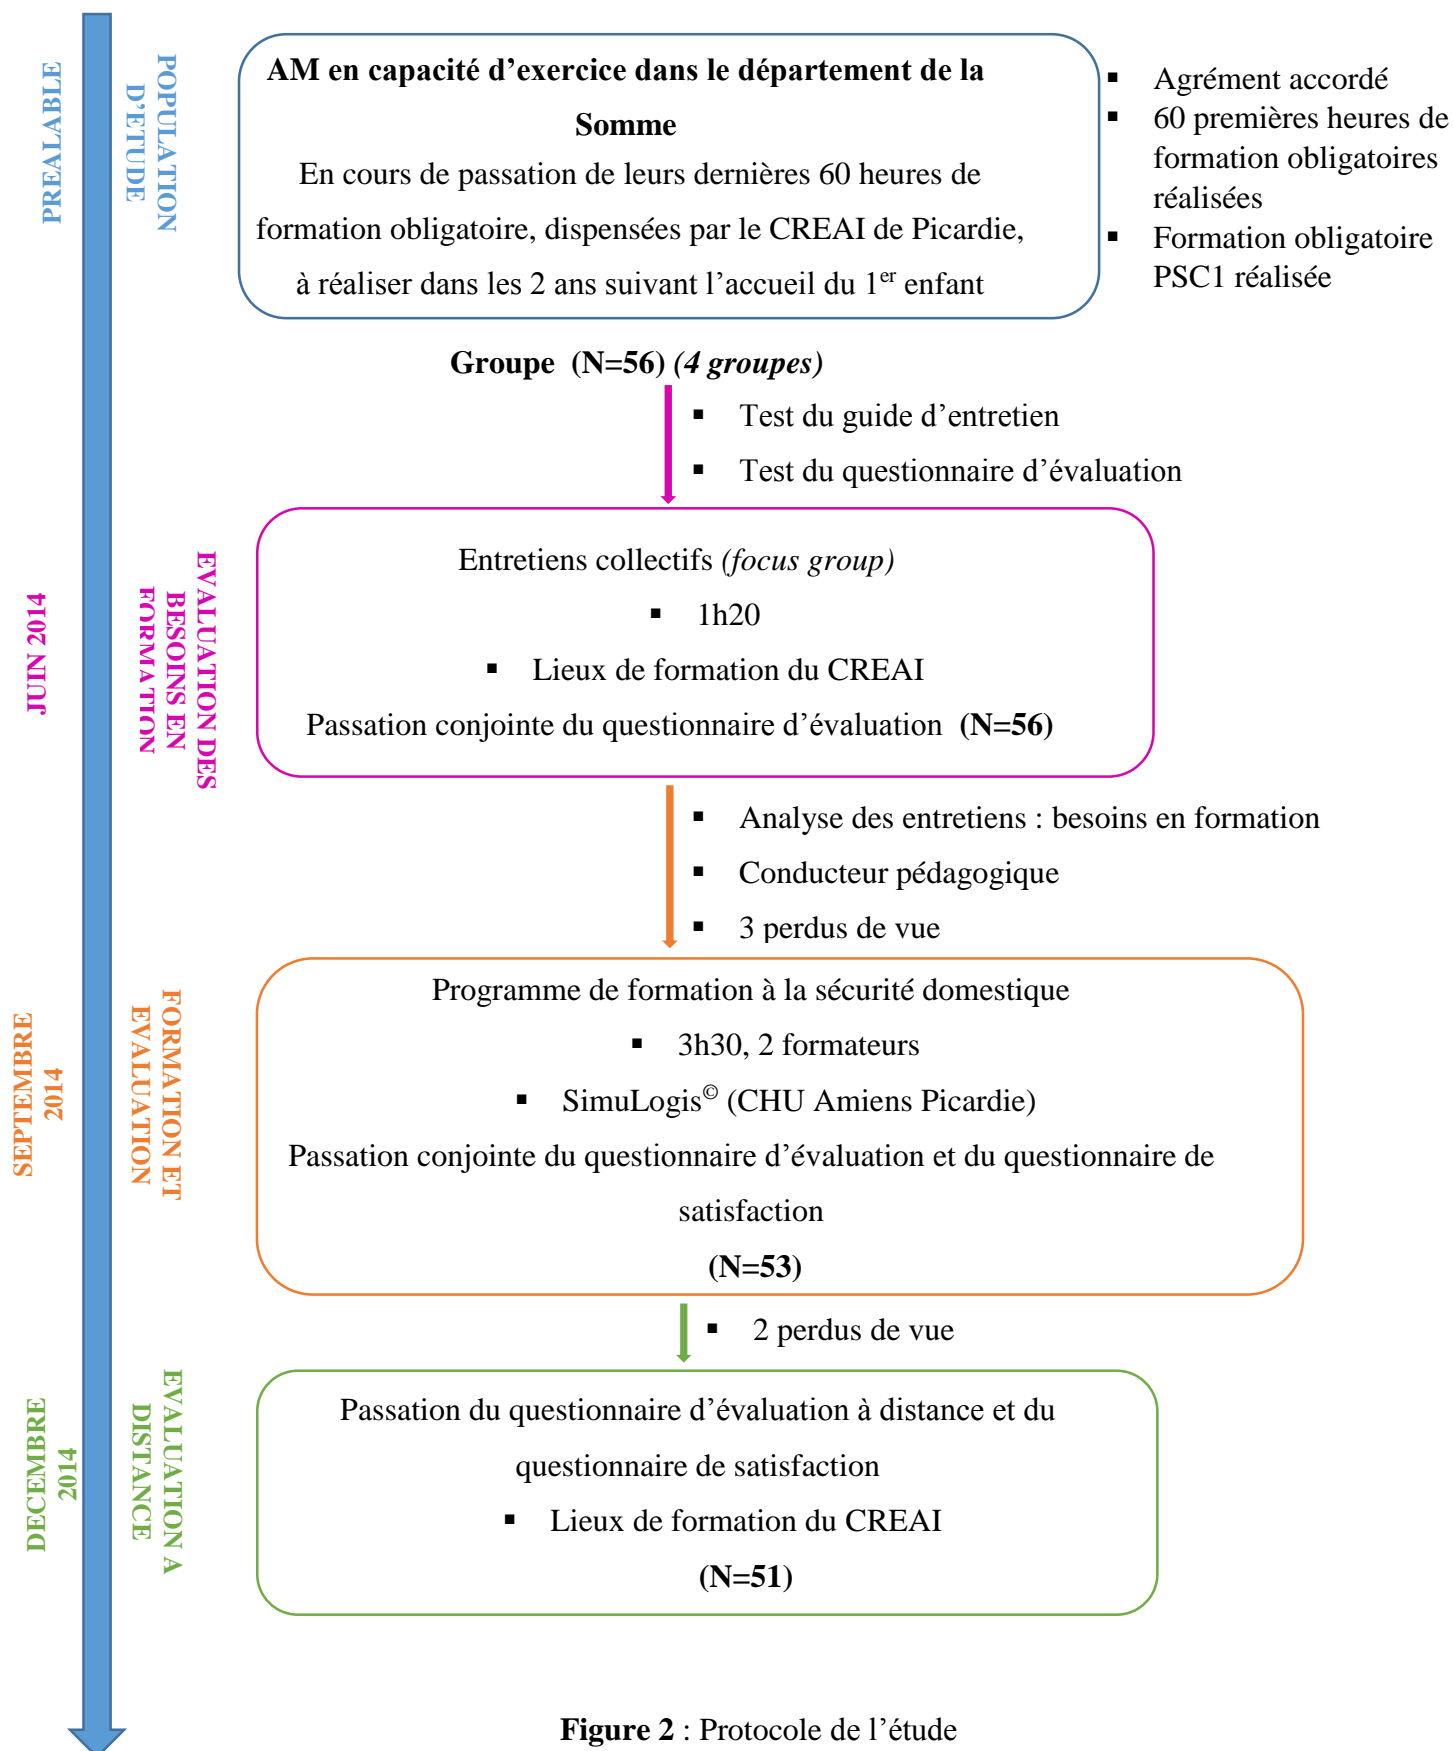 PREALABLE
POPULATION
D'ETUDE
AM en capacité d’exercice dans le département de la
Somme
En cours de passation de leurs dernières 60 heures de
formation obligatoire, dispensées par le CREAI de Picardie,
à réaliser dans les 2 ans suivant l’accueil du 1er enfant
▪ Agrément accordé
▪ 60 premières heures de
formation obligatoires
réalisées
▪ Formation obligatoire
PSC1 réalisée
Groupe (N=56) (4 groupes)
▪ Test du guide d’entretien
▪ Test du questionnaire d’évaluation
JUIN 2014
EVALUATION DES
BESOINS EN
FORMATION
Entretiens collectifs (focus group)
▪ 1h20
▪ Lieux de formation du CREAI
Passation conjointe du questionnaire d’évaluation (N=56)
▪ Analyse des entretiens : besoins en formation
▪ Conducteur pédagogique
▪ 3 perdus de vue
SEPTEMBRE
2014
FORMATION ET
EVALUATION
Programme de formation à la sécurité domestique
▪ 3h30, 2 formateurs
▪ SimuLogis© (CHU Amiens Picardie)
Passation conjointe du questionnaire d’évaluation et du questionnaire de
satisfaction
(N=53)
▪ 2 perdus de vue
DECEMBRE
2014
EVALUATION A
DISTANCE
Passation du questionnaire d’évaluation à distance et du
questionnaire de satisfaction
▪ Lieux de formation du CREAI
(N=51)
Figure 2 : Protocole de l’étude